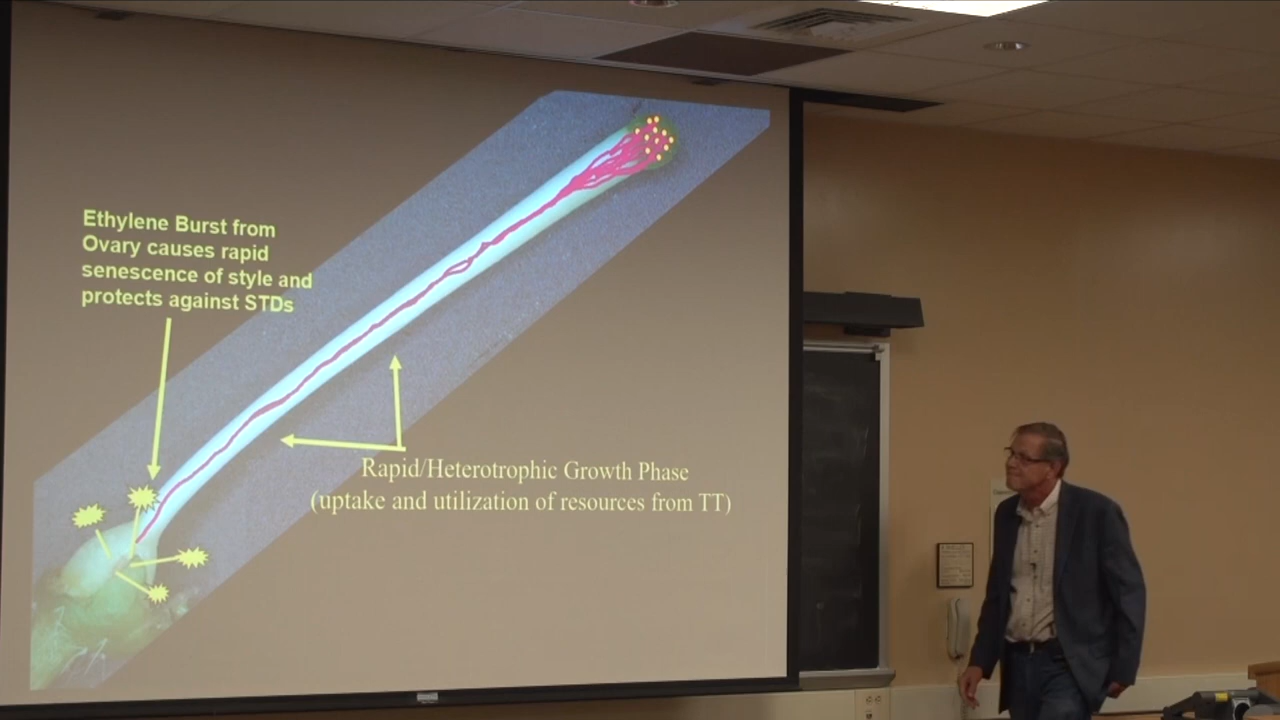 Ethylene Burst from
Ovary causes rapid
senescence of style and
protects against STDs
Rapid/Heterotrophic Growth Phase
(uptake and utilization of resources from TT)